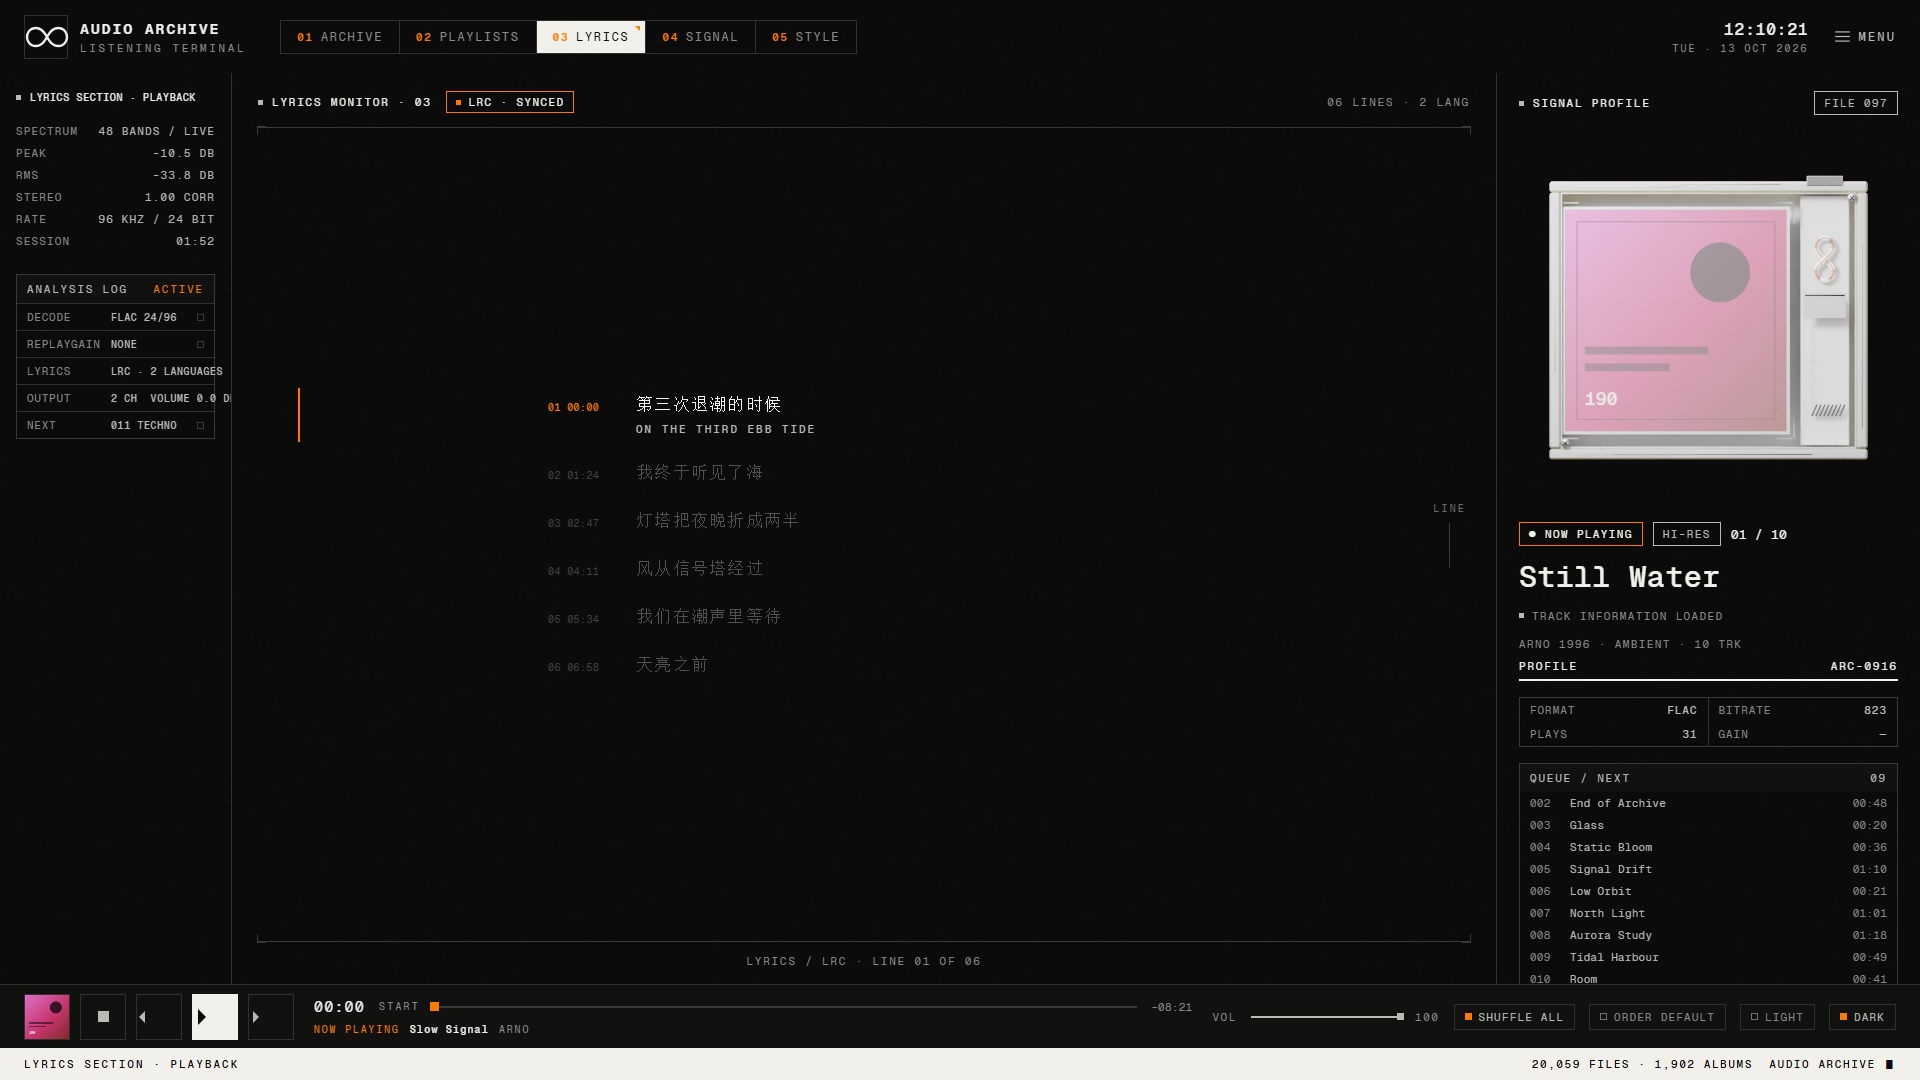 AUDIO ARCHIVE
LISTENING TERMINAL
01 ARCHIVE
02 PLAYLISTS
03 LYRICS
04 SIGNAL
05 STYLE
12:10:21
TUE · 13 OCT 2026
MENU
LYRICS SECTION · PLAYBACK
SPECTRUM 48 BANDS / LIVE
PEAK -10.5 DB
RMS -33.8 DB
STEREO 1.00 CORR
RATE 96 KHZ / 24 BIT
SESSION 01:52
ANALYSIS LOG ACTIVE
DECODE FLAC 24/96
REPLAYGAIN NONE
LYRICS LRC · 2 LANGUAGES
OUTPUT 2 CH VOLUME 0.0
NEXT 011 TECHNO
LYRICS MONITOR · 03
LRC · SYNCED
06 LINES · 2 LANG
01 00:00 第三次退潮的时候
ON THE THIRD EBB TIDE
02 01:24 我终于听见了海
03 02:47 灯塔把夜晚折成两半
04 04:11 风从信号塔经过
05 05:34 我们在潮声里等待
06 06:58 天亮之前
LINE
LYRICS / LRC · LINE 01 OF 06
SIGNAL PROFILE
FILE 097
190
NOW PLAYING
HI-RES
01 / 10
Still Water
TRACK INFORMATION LOADED
ARNO 1996 · AMBIENT · 10 TRK
PROFILE ARC-0916
FORMAT FLAC
BITRATE 823
PLAYS 31
GAIN —
QUEUE / NEXT 09
002 End of Archive 00:48
003 Glass 00:20
004 Static Bloom 00:36
005 Signal Drift 01:10
006 Low Orbit 00:21
007 North Light 01:01
008 Aurora Study 01:18
009 Tidal Harbour 00:49
010 Room 00:41
00:00 START -08:21
NOW PLAYING Slow Signal ARNO
VOL 100
SHUFFLE ALL
ORDER DEFAULT
LIGHT
DARK
LYRICS SECTION · PLAYBACK
20,059 FILES · 1,902 ALBUMS AUDIO ARCHIVE